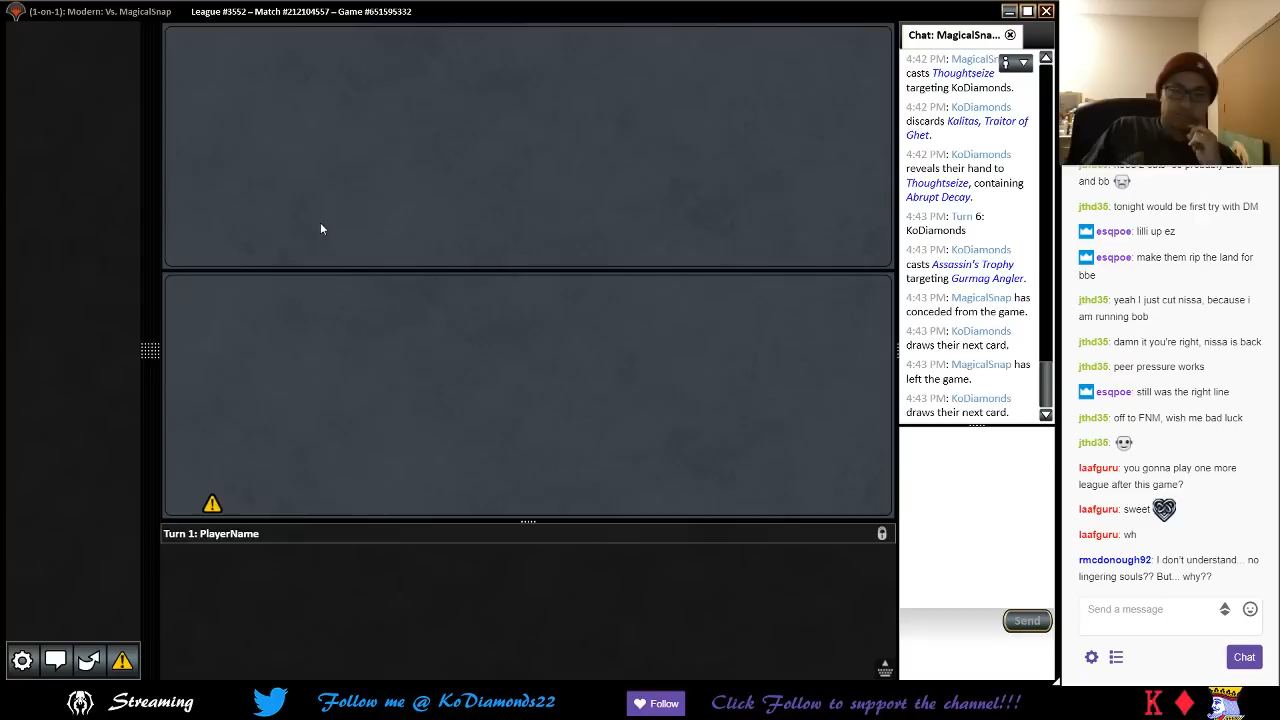 (1-on-1): Modern: Vs. MagicalSnap
League #3552 – Match #212104557 – Game #651595332
Chat: MagicalSna...
4:42 PM: MagicalSn
casts Thoughtseize
targeting KoDiamonds.
4:42 PM: KoDiamonds
discards Kalitas, Traitor of
Ghet.
4:42 PM: KoDiamonds
reveals their hand to
Thoughtseize, containing
Abrupt Decay.
4:43 PM: Turn 6:
KoDiamonds
4:43 PM: KoDiamonds
casts Assassin's Trophy
targeting Gurmag Angler.
4:43 PM: MagicalSnap has
conceded from the game.
4:43 PM: KoDiamonds
draws their next card.
4:43 PM: MagicalSnap has
left the game.
4:43 PM: KoDiamonds
draws their next card.
Send
Turn 1: PlayerName
and bb
jthd35: tonight would be first try with DM
esqpoe: lilli up ez
esqpoe: make them rip the land for
bbe
jthd35: yeah I just cut nissa, because i
am running bob
jthd35: damn it you're right, nissa is back
jthd35: peer pressure works
esqpoe: still was the right line
jthd35: off to FNM, wish me bad luck
jthd35:
laafguru: you gonna play one more
league after this game?
laafguru: sweet
laafguru: wh
rmcdonough92: I don't understand... no
lingering souls?? But... why??
Send a message
Chat
Streaming
Follow me @ KoDiamonds22
Follow
Click Follow to support the channel!!!
K